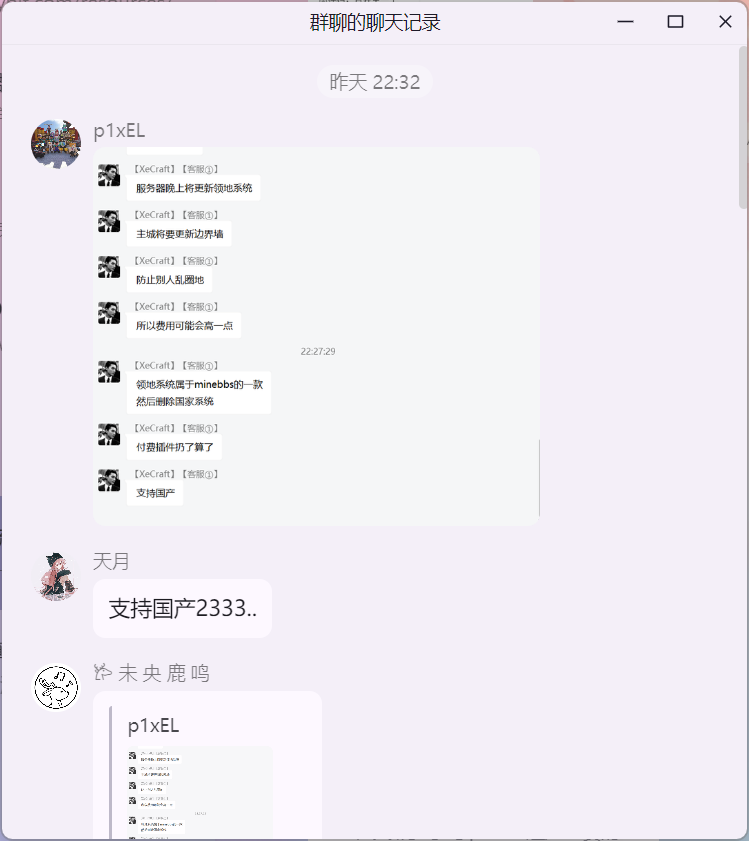 群聊的聊天记录
昨天 22:32
p1xEL
【XeCraft】【客服①】
服务器晚上将更新领地系统
【XeCraft】【客服①】
主城将要更新边界墙
【XeCraft】【客服①】
防止别人乱圈地
【XeCraft】【客服①】
所以费用可能会高一点
22:27:29
【XeCraft】【客服①】
领地系统属于minebbs的一款
然后删除国家系统
【XeCraft】【客服①】
付费插件扔了算了
【XeCraft】【客服①】
支持国产
天月
支持国产2333..
未 央 鹿 鸣
p1xEL